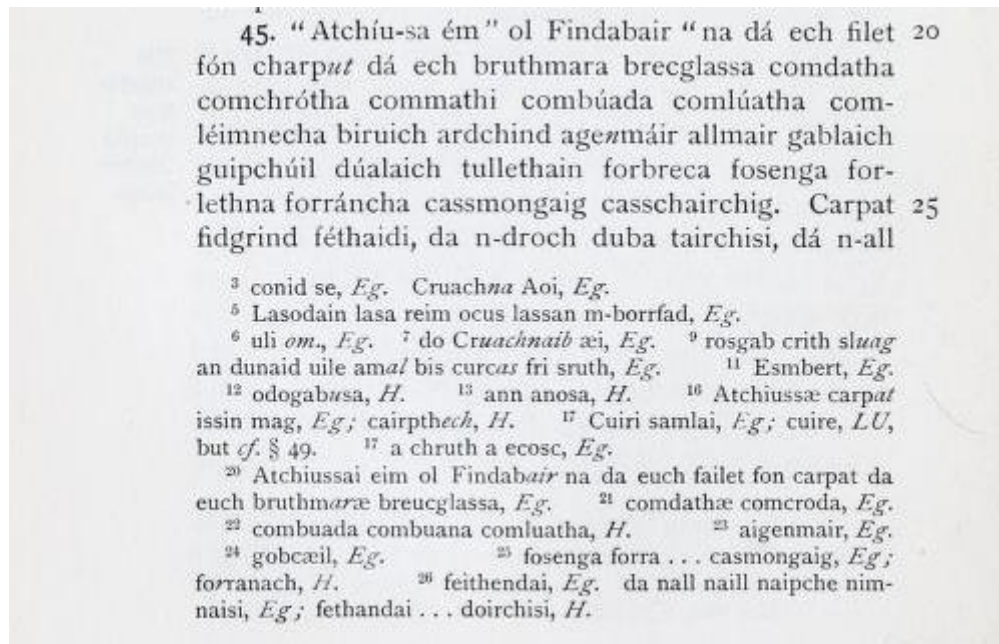 45. “Atchíu-sa ém” ol Findabair “na dá ech filet 20
fón charput dá ech bruthmara brecglassa comdatha
comchrótha commathi combúada comlúatha com-
léimnecha biruich ardchind agenmáir allmair gablaich
guipchúil dúalaich tullethain forbreca fosenga for-
lethna forráncha cassmongaig casschairchig. Carpat 25
fidgrind féthaidi, da n-droch duba tairchisi, dá n-all
3 conid se, Eg. Cruachna Aoi, Eg.
5 Lasodain lasa reim ocus lassan m-borrfad, Eg.
6 uli om., Eg. 7 do Cruachnaib æi, Eg. 9 rosgab crith sluag
an dunaid uile amal bis curcas fri sruth, Eg. 11 Esmbert, Eg.
12 odogabusa, H. 13 ann anosa, H. 16 Atchiussæ carpat
issin mag, Eg; cairpthech, H. 17 Cuiri samlai, Eg; cuire, LU,
but cf. § 49. 17 a chruth a ecosc, Eg.
20 Atchiussai eim ol Findabair na da euch failet fon carpat da
euch bruthmaræ breucglassa, Eg. 21 comdathæ comcroda, Eg.
22 combuada combuana comluatha, H. 23 aigenmair, Eg.
24 gobcæil, Eg. 25 fosenga forra . . . casmongaig, Eg;
forranach, H. 26 feithendai, Eg. da nall naill naipche nim-
naisi, Eg; fethandai . . . doirchisi, H.